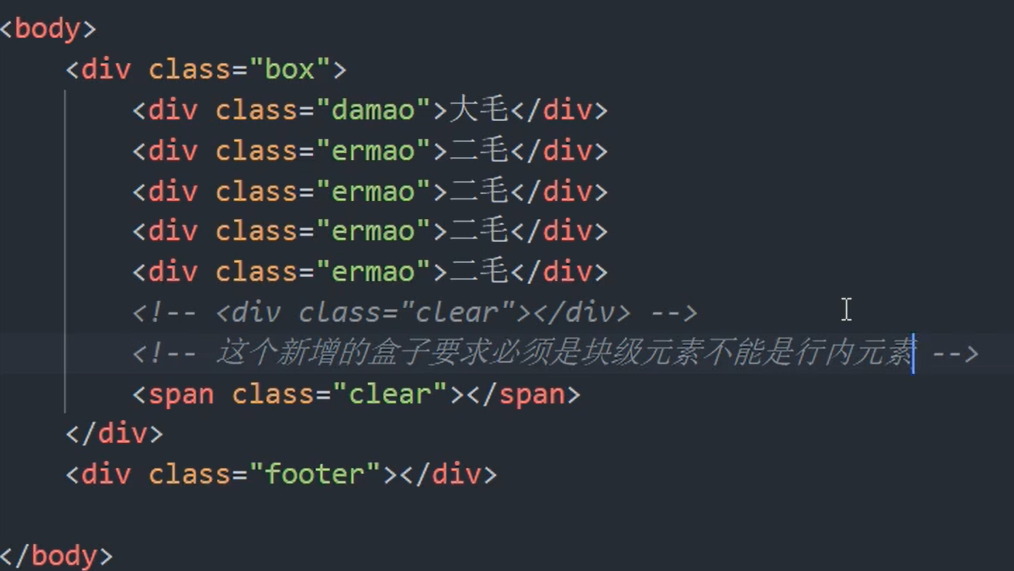 <body>
<div class="box">
<div class="damao">大毛</div>
<div class="ermao">二毛</div>
<div class="ermao">二毛</div>
<div class="ermao">二毛</div>
<div class="ermao">二毛</div>
<!-- <div class="clear"></div> -->
<!-- 这个新增的盒子要求必须是块级元素不能是行内元素 -->
<span class="clear"></span>
</div>
<div class="footer"></div>
</body>